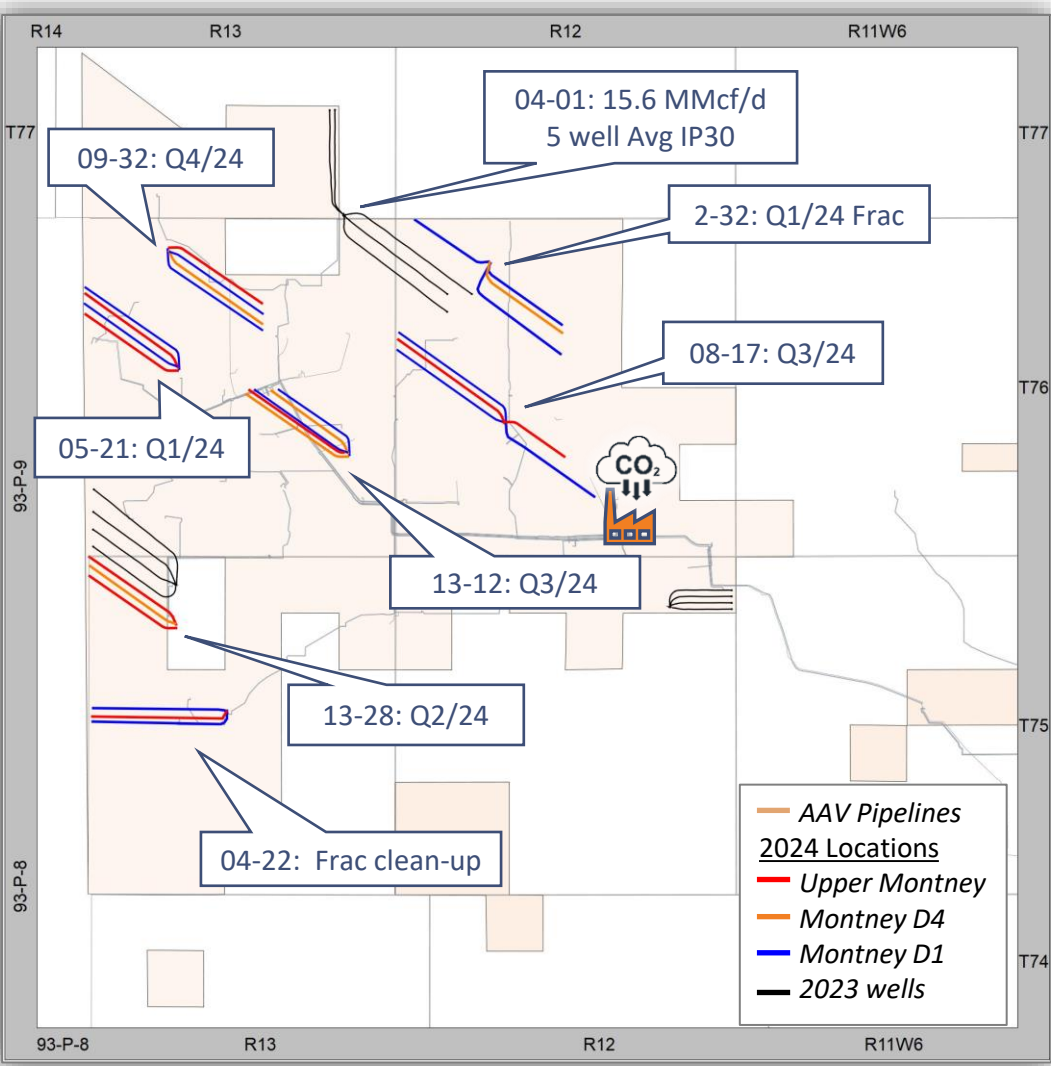 R14
R13
R12
R11W6
T77
T77
04-01: 15.6 MMcf/d
5 well Avg IP30
09-32: Q4/24
2-32: Q1/24 Frac
08-17: Q3/24
T76
05-21: Q1/24
CO₂
93-P-9
13-12: Q3/24
13-28: Q2/24
T75
04-22: Frac clean-up
AAV Pipelines
2024 Locations
Upper Montney
Montney D4
Montney D1
2023 wells
93-P-8
T74
93-P-8
R13
R12
R11W6